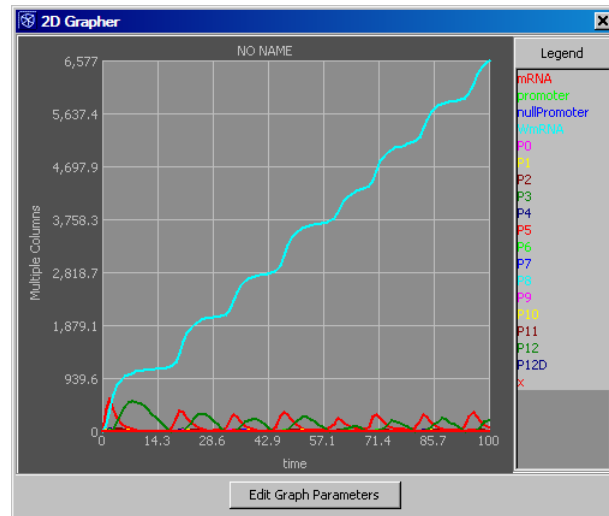 2D Grapher
NO NAME
Legend
6,577
5,637.4
4,697.9
3,758.3
2,818.7
1,879.1
939.6
0
Multiple Columns
0 14.3 28.6 42.9 57.1 71.4 85.7 100
time
mRNA
promoter
nullPromoter
WmRNA
P0
P1
P2
P3
P4
P5
P6
P7
P8
P9
P10
P11
P12
P12D
x
Edit Graph Parameters